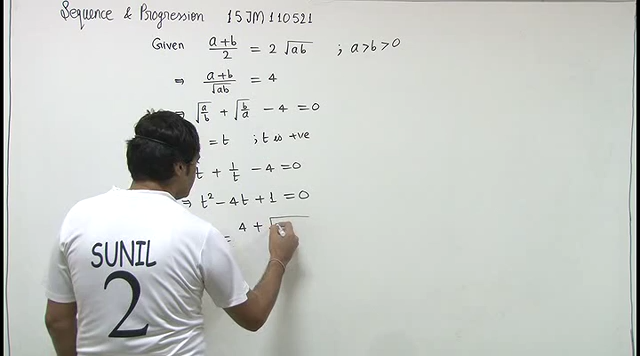 Sequence & Progression 15JM110521
Given (a+b)/2 = 2 √ab ; a>b>0
⇒ (a+b)/√ab = 4
⇒ √(a/b) + √(b/a) - 4 = 0
= t ; t is +ve
t + 1/t - 4 = 0
⇒ t² - 4t + 1 = 0
= 4 + √
SUNIL
2